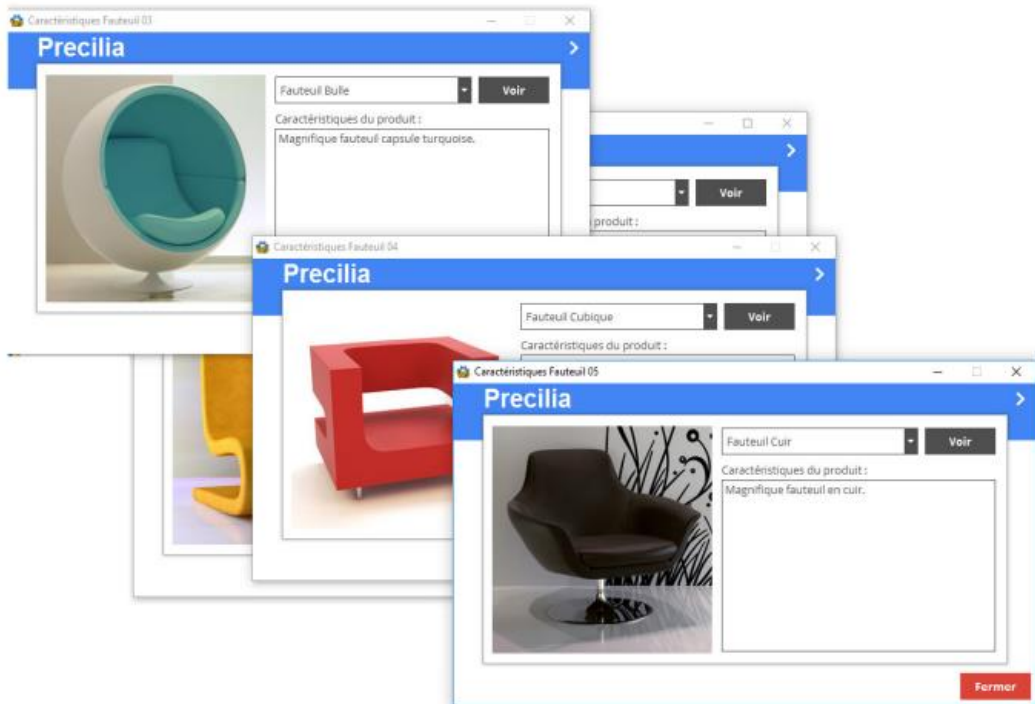 Caractéristiques Fauteuil 03
Precilia
Fauteuil Bulle
Voir
Caractéristiques du produit :
Magnifique fauteuil capsule turquoise.
Voir
produit :
Caractéristiques Fauteuil 04
Precilia
Fauteuil Cubique
Voir
Caractéristiques du produit :
Caractéristiques Fauteuil 05
Precilia
Fauteuil Cuir
Voir
Caractéristiques du produit :
Magnifique fauteuil en cuir.
Fermer